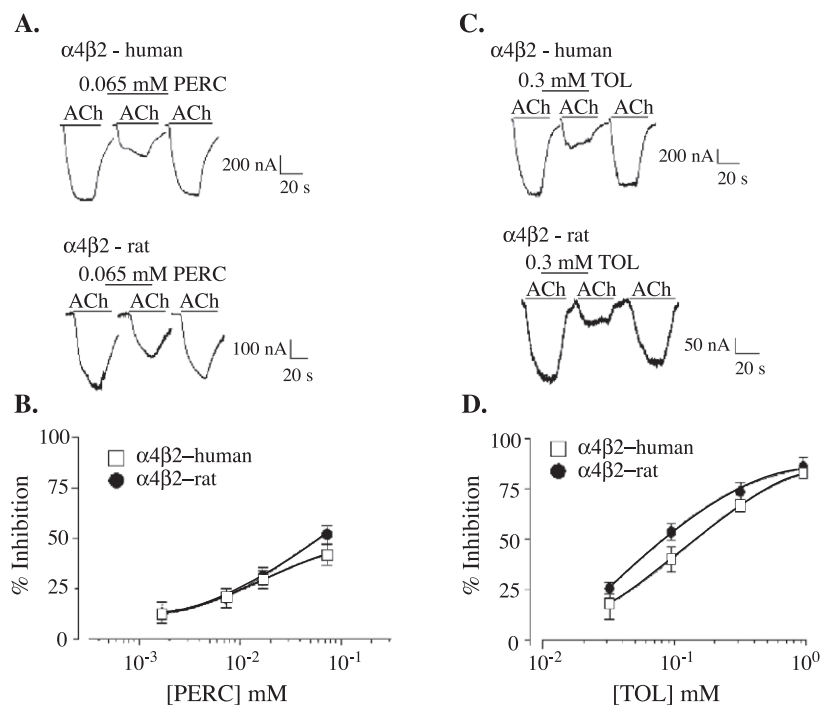 A.
α4β2 - human
0.065 mM PERC
ACh ACh ACh
200 nA
20 s
α4β2 - rat
0.065 mM PERC
ACh ACh ACh
100 nA
20 s
B.
100
75
50
25
0
% Inhibition
α4β2–human
α4β2–rat
10⁻³ 10⁻² 10⁻¹
[PERC] mM
C.
α4β2 - human
0.3 mM TOL
ACh ACh ACh
200 nA
20 s
α4β2 - rat
0.3 mM TOL
ACh ACh ACh
50 nA
20 s
D.
100
75
50
25
0
% Inhibition
α4β2–human
α4β2–rat
10⁻² 10⁻¹ 10⁰
[TOL] mM